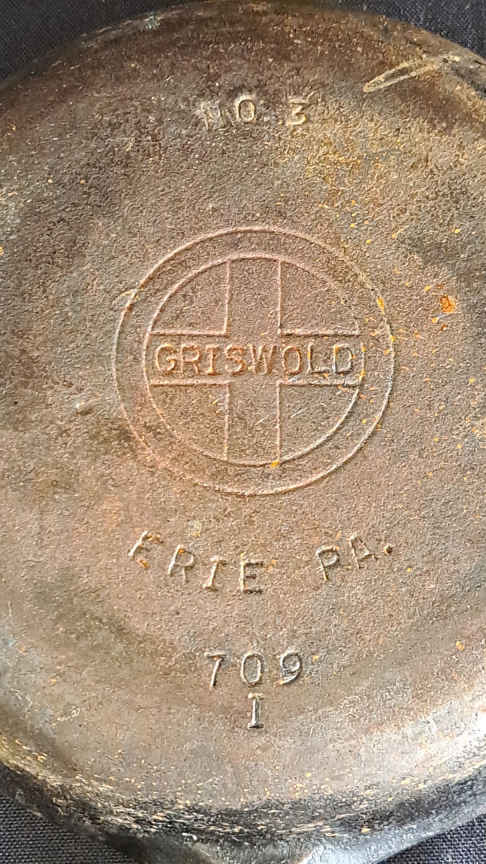 NO 3
GRISWOLD
ERIE PA.
709
I